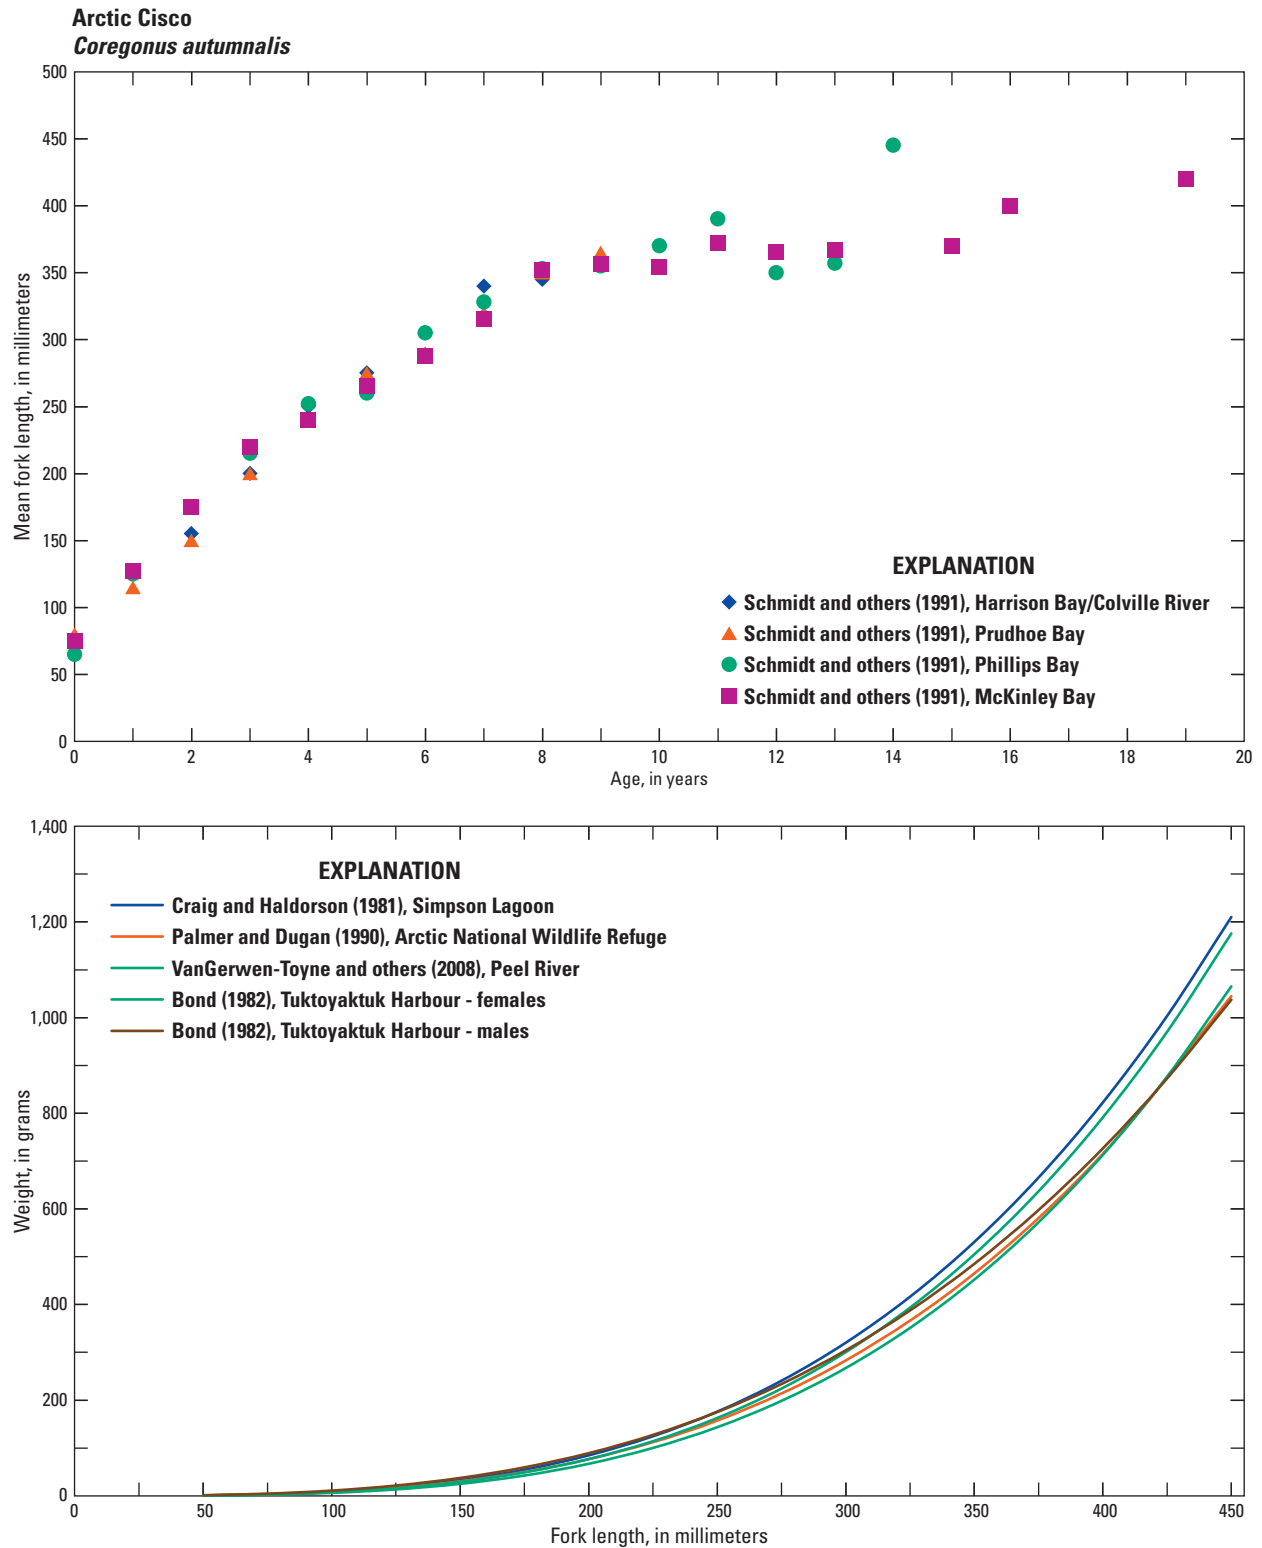 Arctic Cisco
Coregonus autumnalis
500
450
400
350
300
250
200
150
100
50
0
Mean fork length, in millimeters
EXPLANATION
Schmidt and others (1991), Harrison Bay/Colville River
Schmidt and others (1991), Prudhoe Bay
Schmidt and others (1991), Phillips Bay
Schmidt and others (1991), McKinley Bay
0 2 4 6 8 10 12 14 16 18 20
Age, in years
1,400
1,200
1,000
800
600
400
200
0
Weight, in grams
EXPLANATION
Craig and Haldorson (1981), Simpson Lagoon
Palmer and Dugan (1990), Arctic National Wildlife Refuge
VanGerwen-Toyne and others (2008), Peel River
Bond (1982), Tuktoyaktuk Harbour - females
Bond (1982), Tuktoyaktuk Harbour - males
0 50 100 150 200 250 300 350 400 450
Fork length, in millimeters